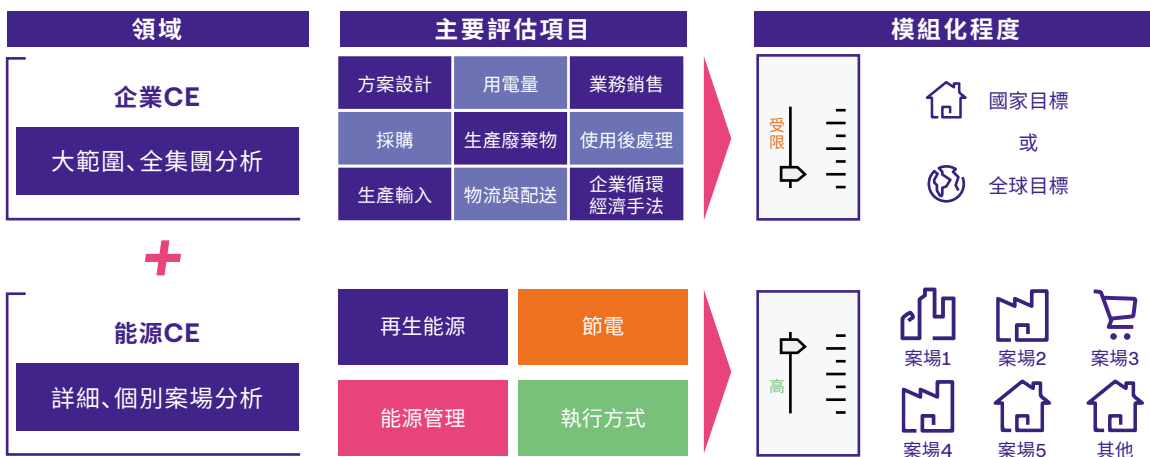 領域
主要評估項目
模組化程度
企業CE
大範圍、全集團分析
方案設計
用電量
業務銷售
採購
生產廢棄物
使用後處理
生產輸入
物流與配送
企業循環
經濟手法
受
限
國家目標
或
全球目標
+
能源CE
詳細、個別案場分析
再生能源
節電
能源管理
執行方式
高
案場1
案場2
案場3
案場4
案場5
其他